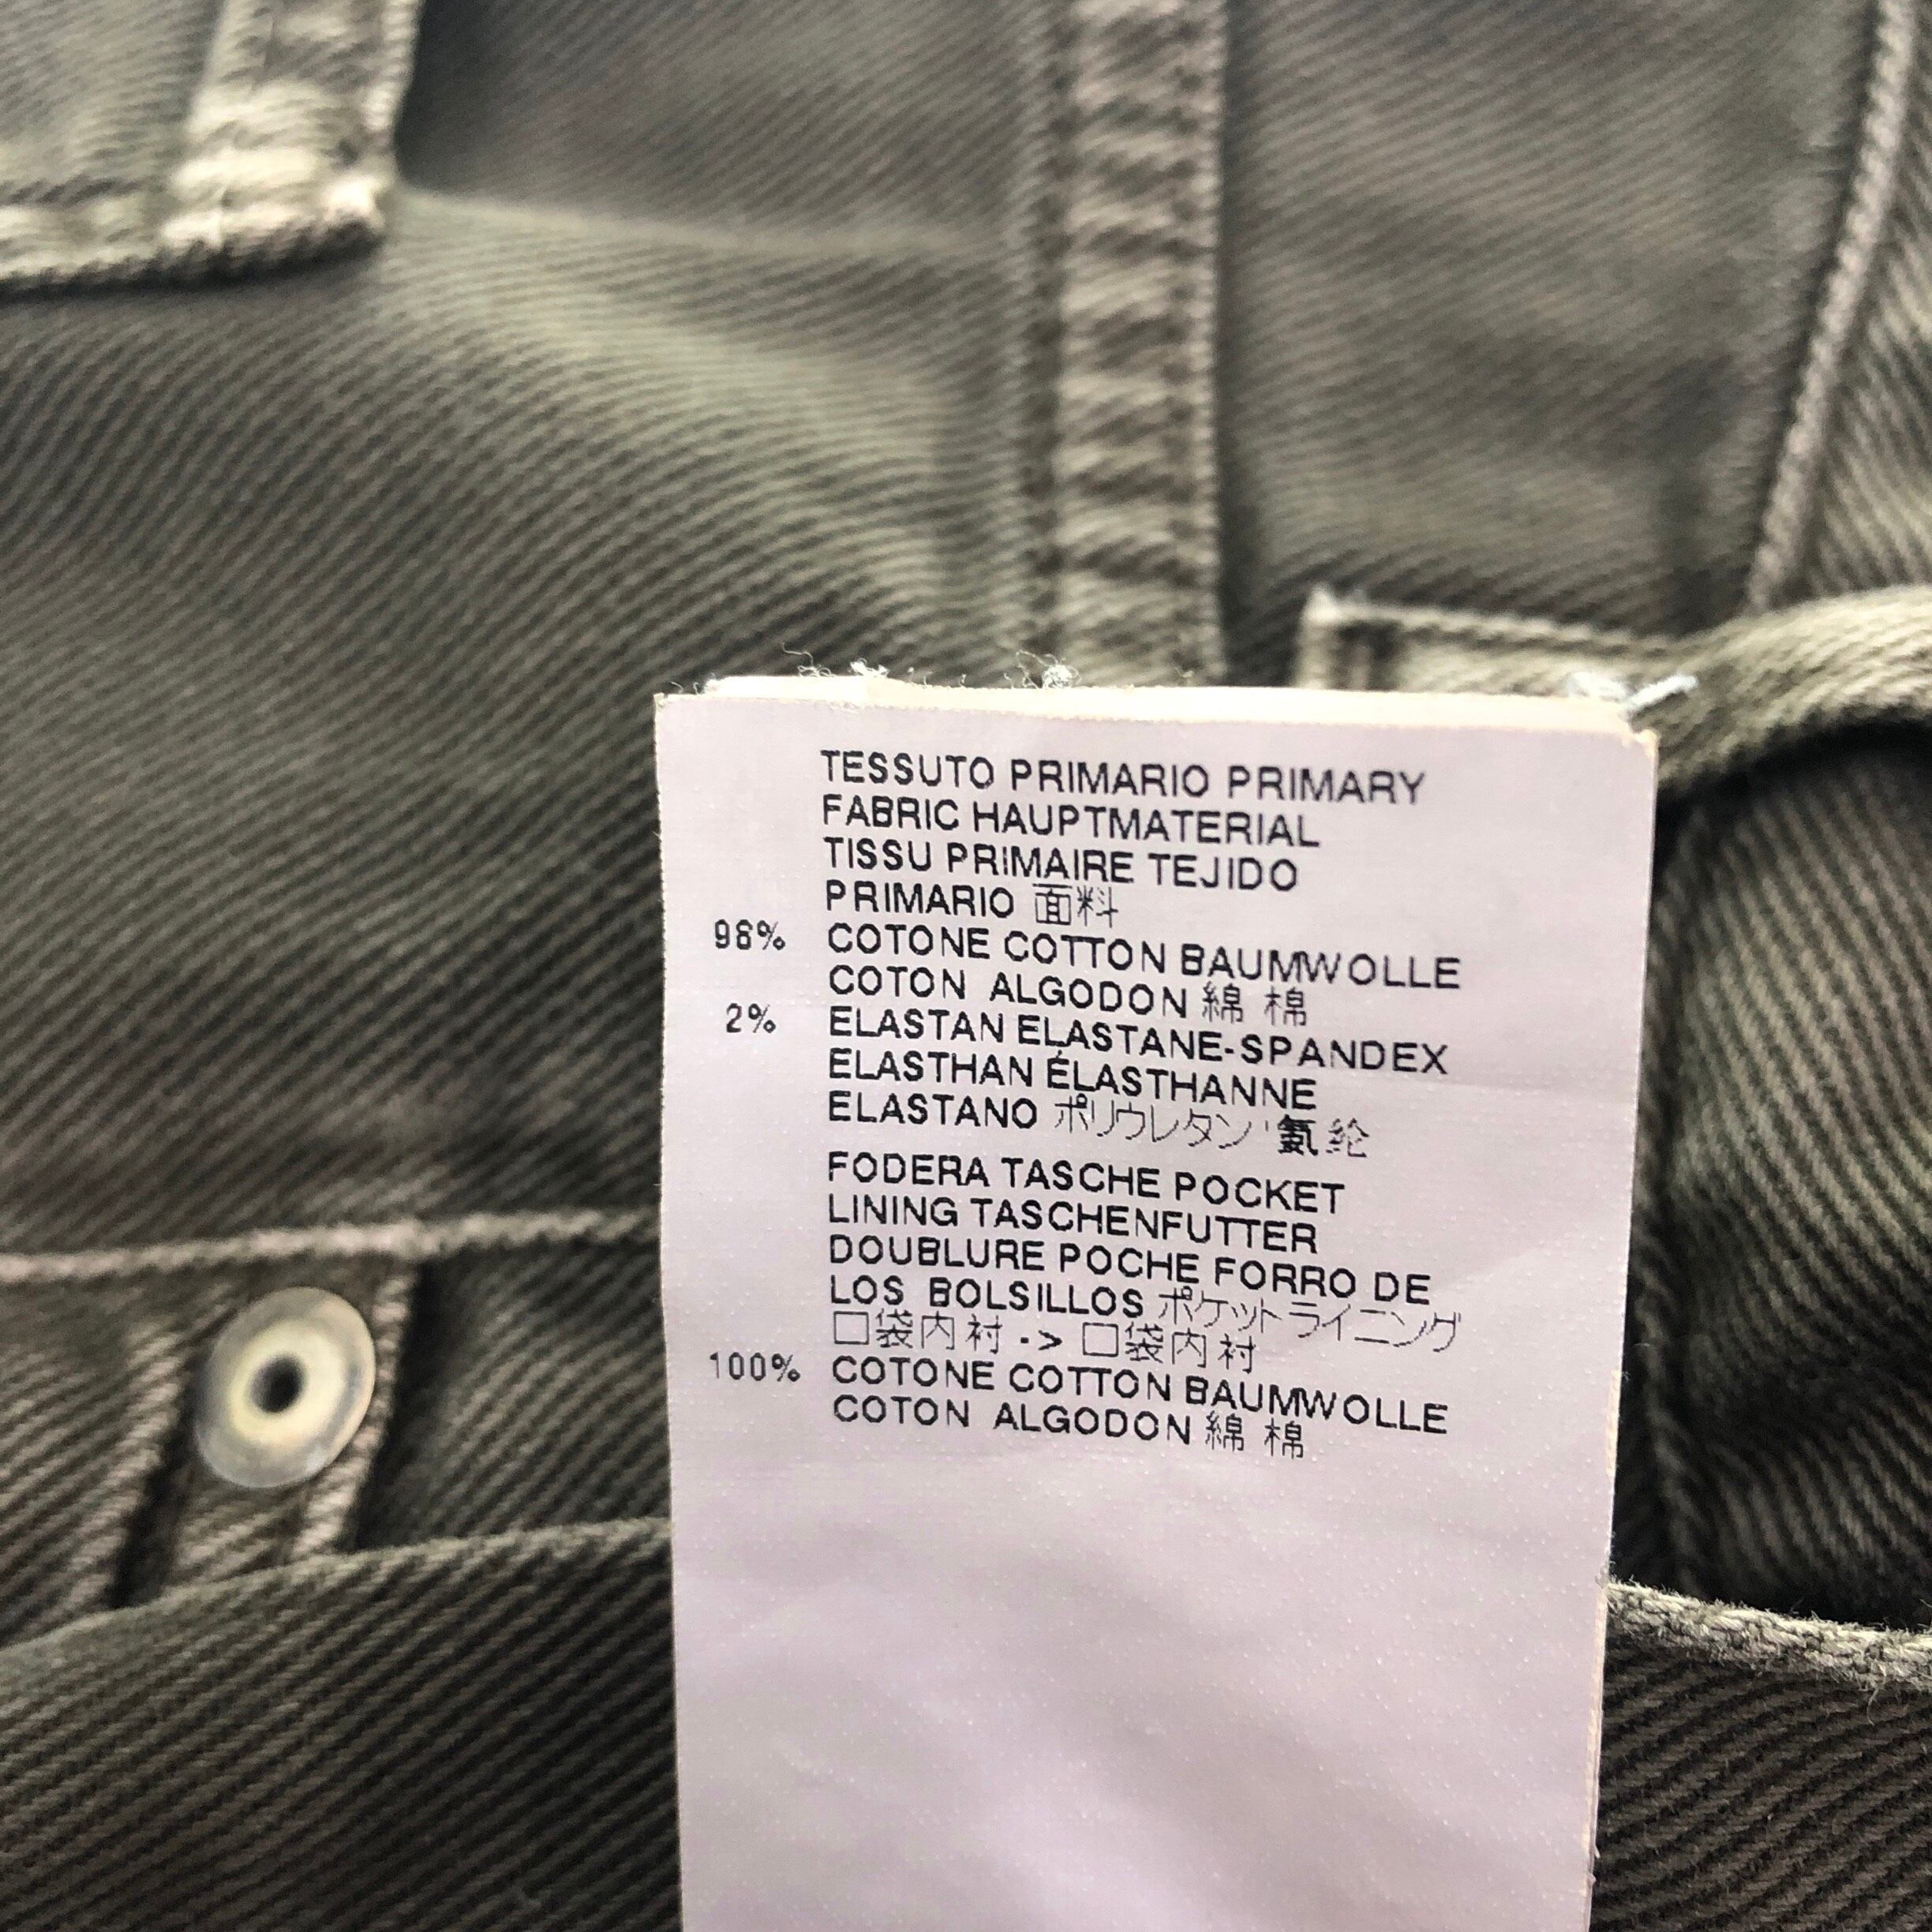 TESSUTO PRIMARIO PRIMARY
FABRIC HAUPTMATERIAL
TISSU PRIMAIRE TEJIDO
PRIMARIO 面料
98% COTONE COTTON BAUMWOLLE
COTON ALGODON 綿 棉
2% ELASTAN ELASTANE-SPANDEX
ELASTHAN ÉLASTHANNE
ELASTANO ポリウレタン 氨纶
FODERA TASCHE POCKET
LINING TASCHENFUTTER
DOUBLURE POCHE FORRO DE
LOS BOLSILLOS ポケットライニング
口袋内衬 -> 口袋内衬
100% COTONE COTTON BAUMWOLLE
COTON ALGODON 綿 棉